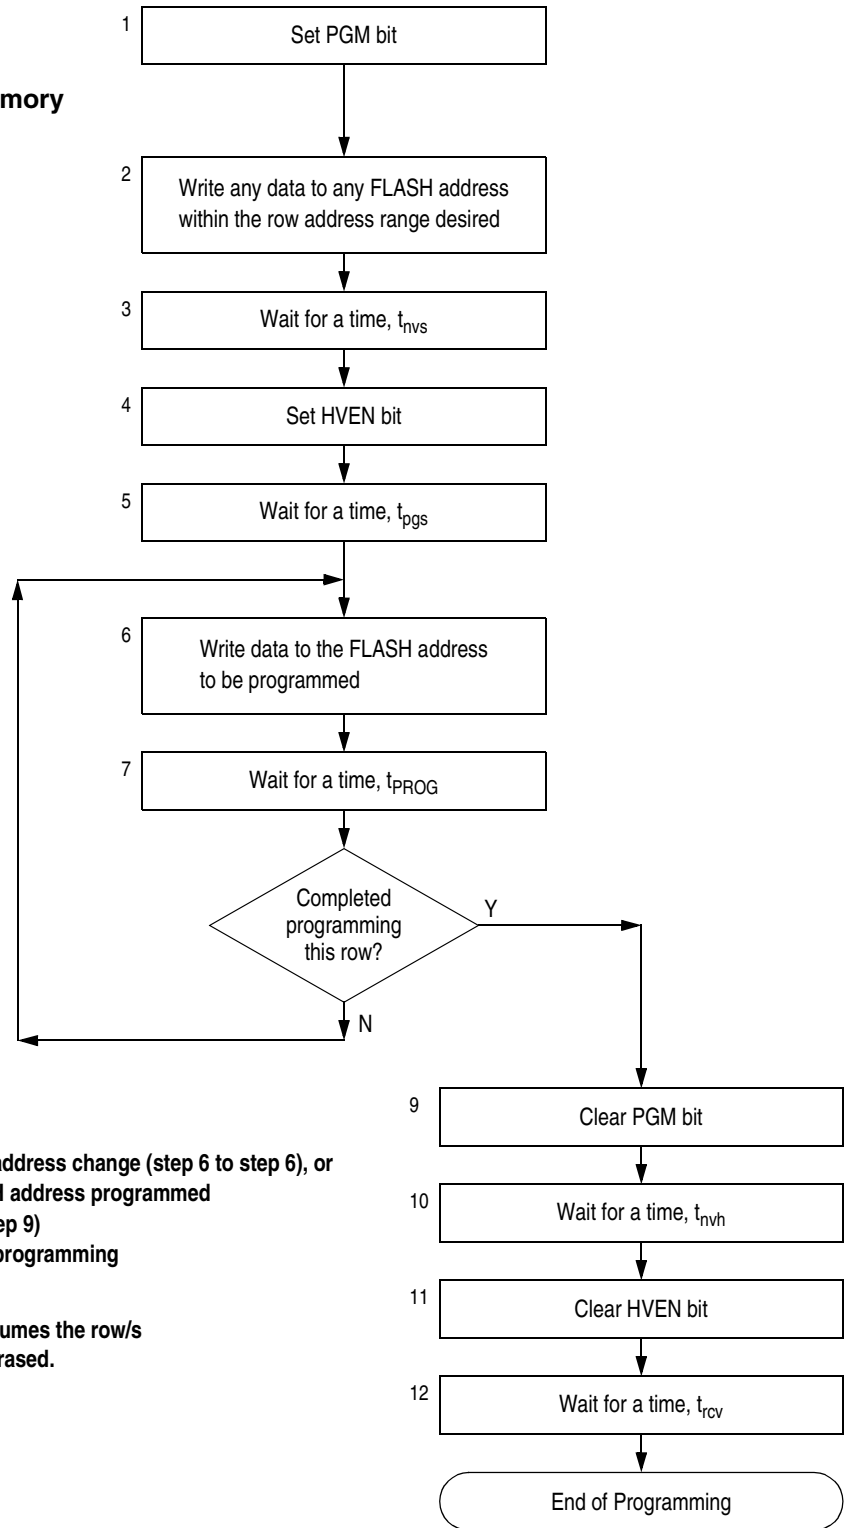 1
Set PGM bit
mory
2
Write any data to any FLASH address
within the row address range desired
3
Wait for a time, tnvs
4
Set HVEN bit
5
Wait for a time, tpgs
6
Write data to the FLASH address
to be programmed
7
Wait for a time, tPROG
Completed
programming
this row?
Y
N
9
Clear PGM bit
address change (step 6 to step 6), or
address programmed
ep 9)
programming
10
Wait for a time, tnvh
11
Clear HVEN bit
umes the row/s
rased.
12
Wait for a time, trcv
End of Programming